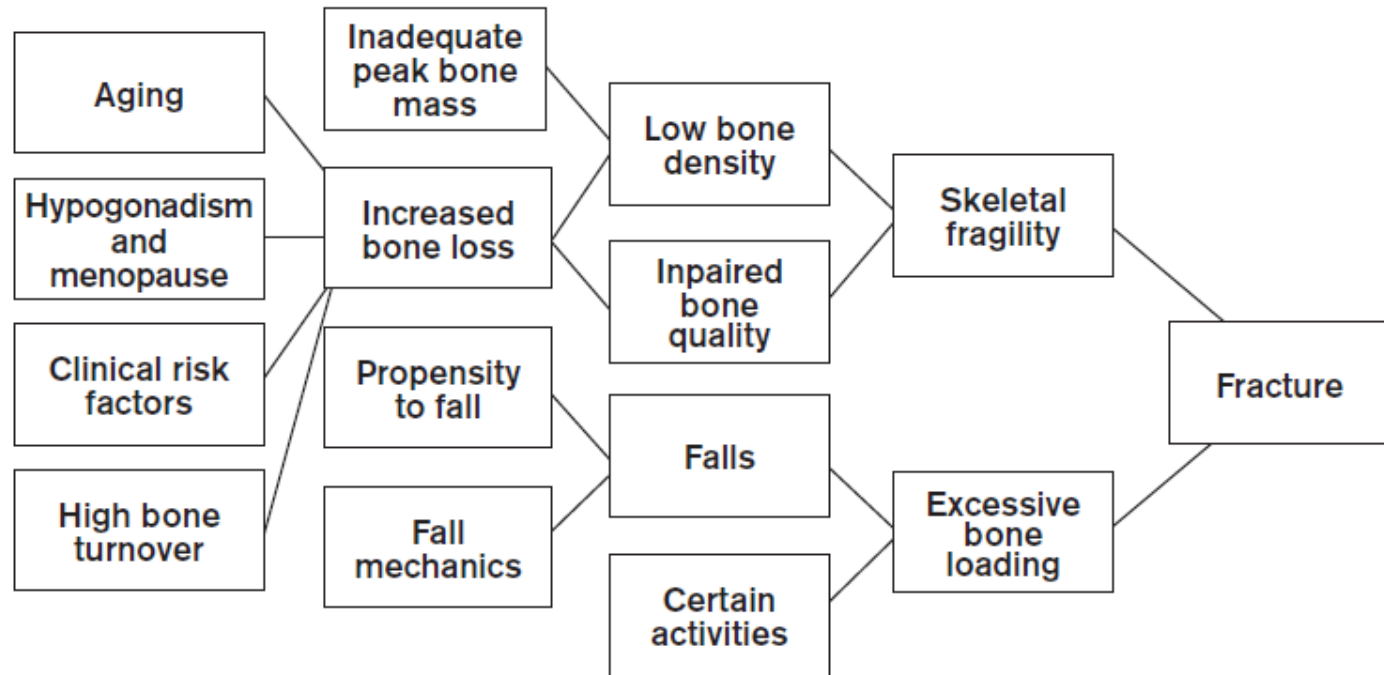 Aging
Hypogonadism
and
menopause
Clinical risk
factors
High bone
turnover
Inadequate
peak bone
mass
Increased
bone loss
Propensity
to fall
Fall
mechanics
Low bone
density
Inpaired
bone
quality
Falls
Certain
activities
Skeletal
fragility
Excessive
bone
loading
Fracture